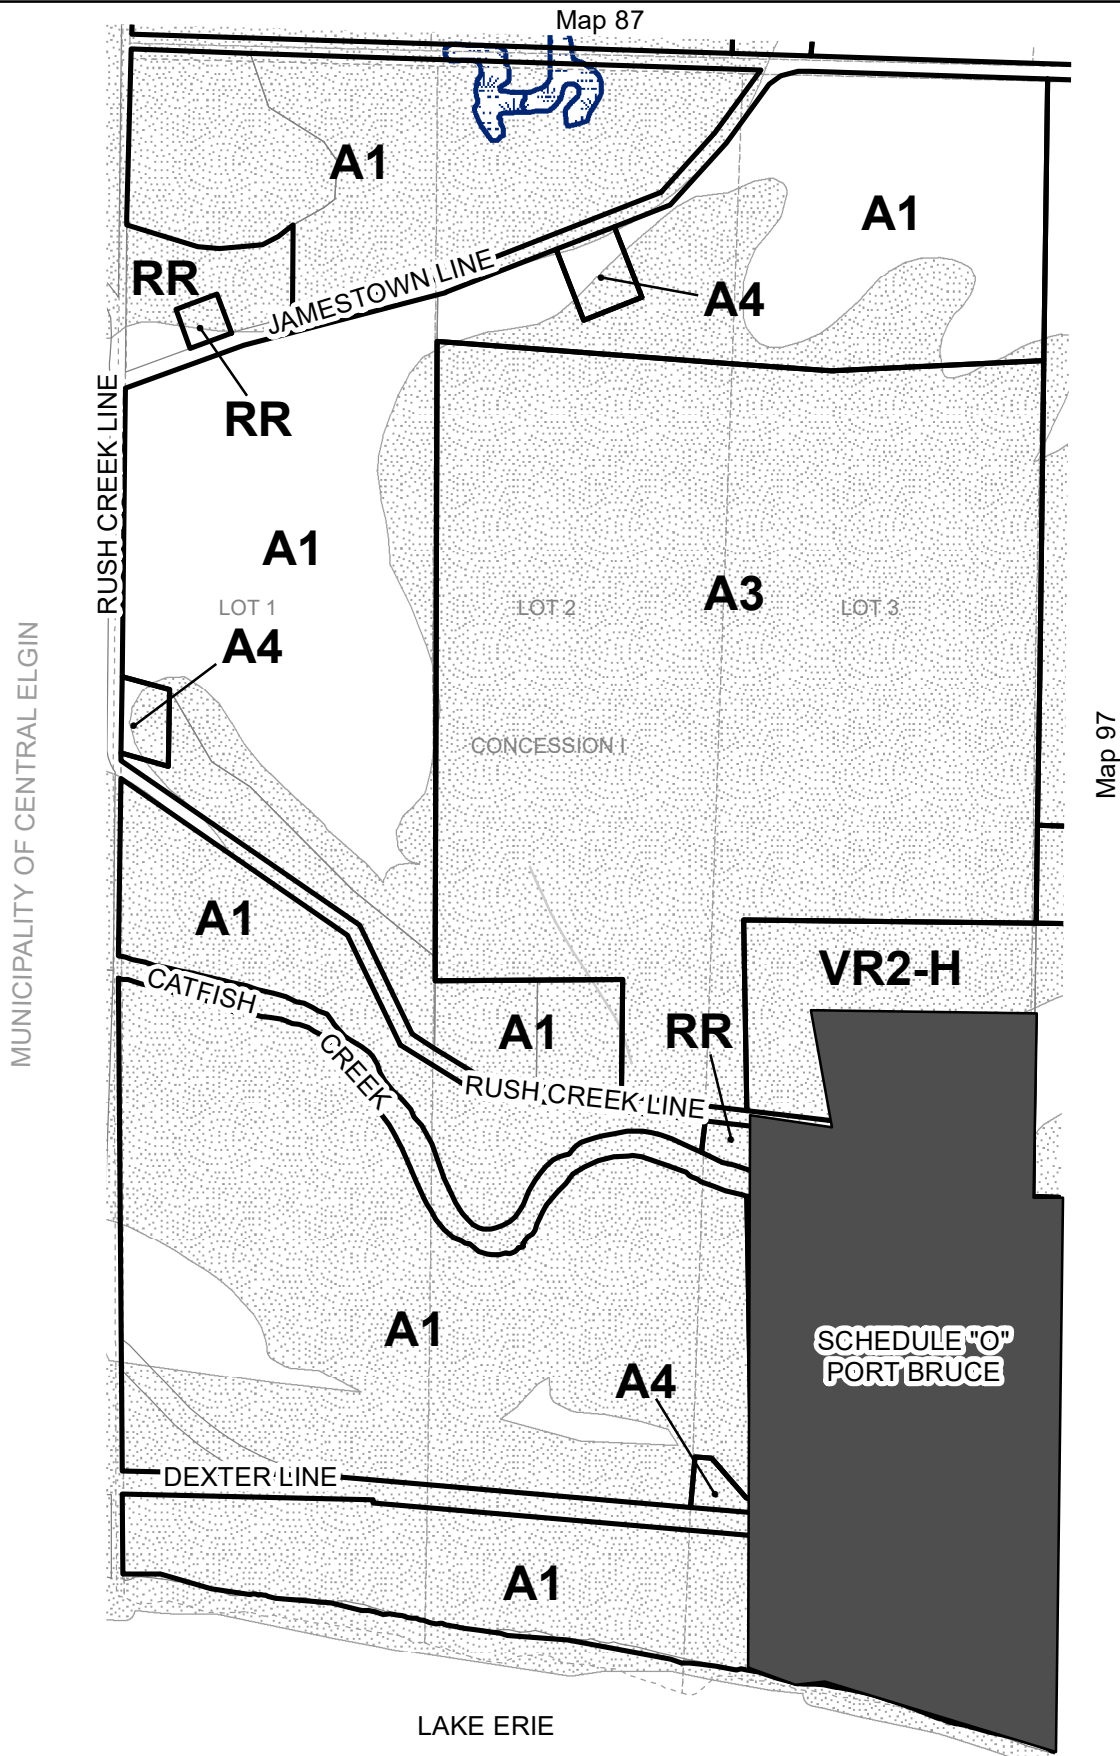 Map 87
A1
A1
RR
JAMESTOWN LINE
A4
RR
RUSH CREEK LINE
A1
A3
LOT 1
LOT 2
LOT 3
A4
MUNICIPALITY OF CENTRAL ELGIN
CONCESSION I
Map 97
A1
VR2-H
CATFISH
CREEK
A1
RR
RUSH CREEK LINE
A1
SCHEDULE "O"
PORT BRUCE
A4
DEXTER LINE
A1
LAKE ERIE